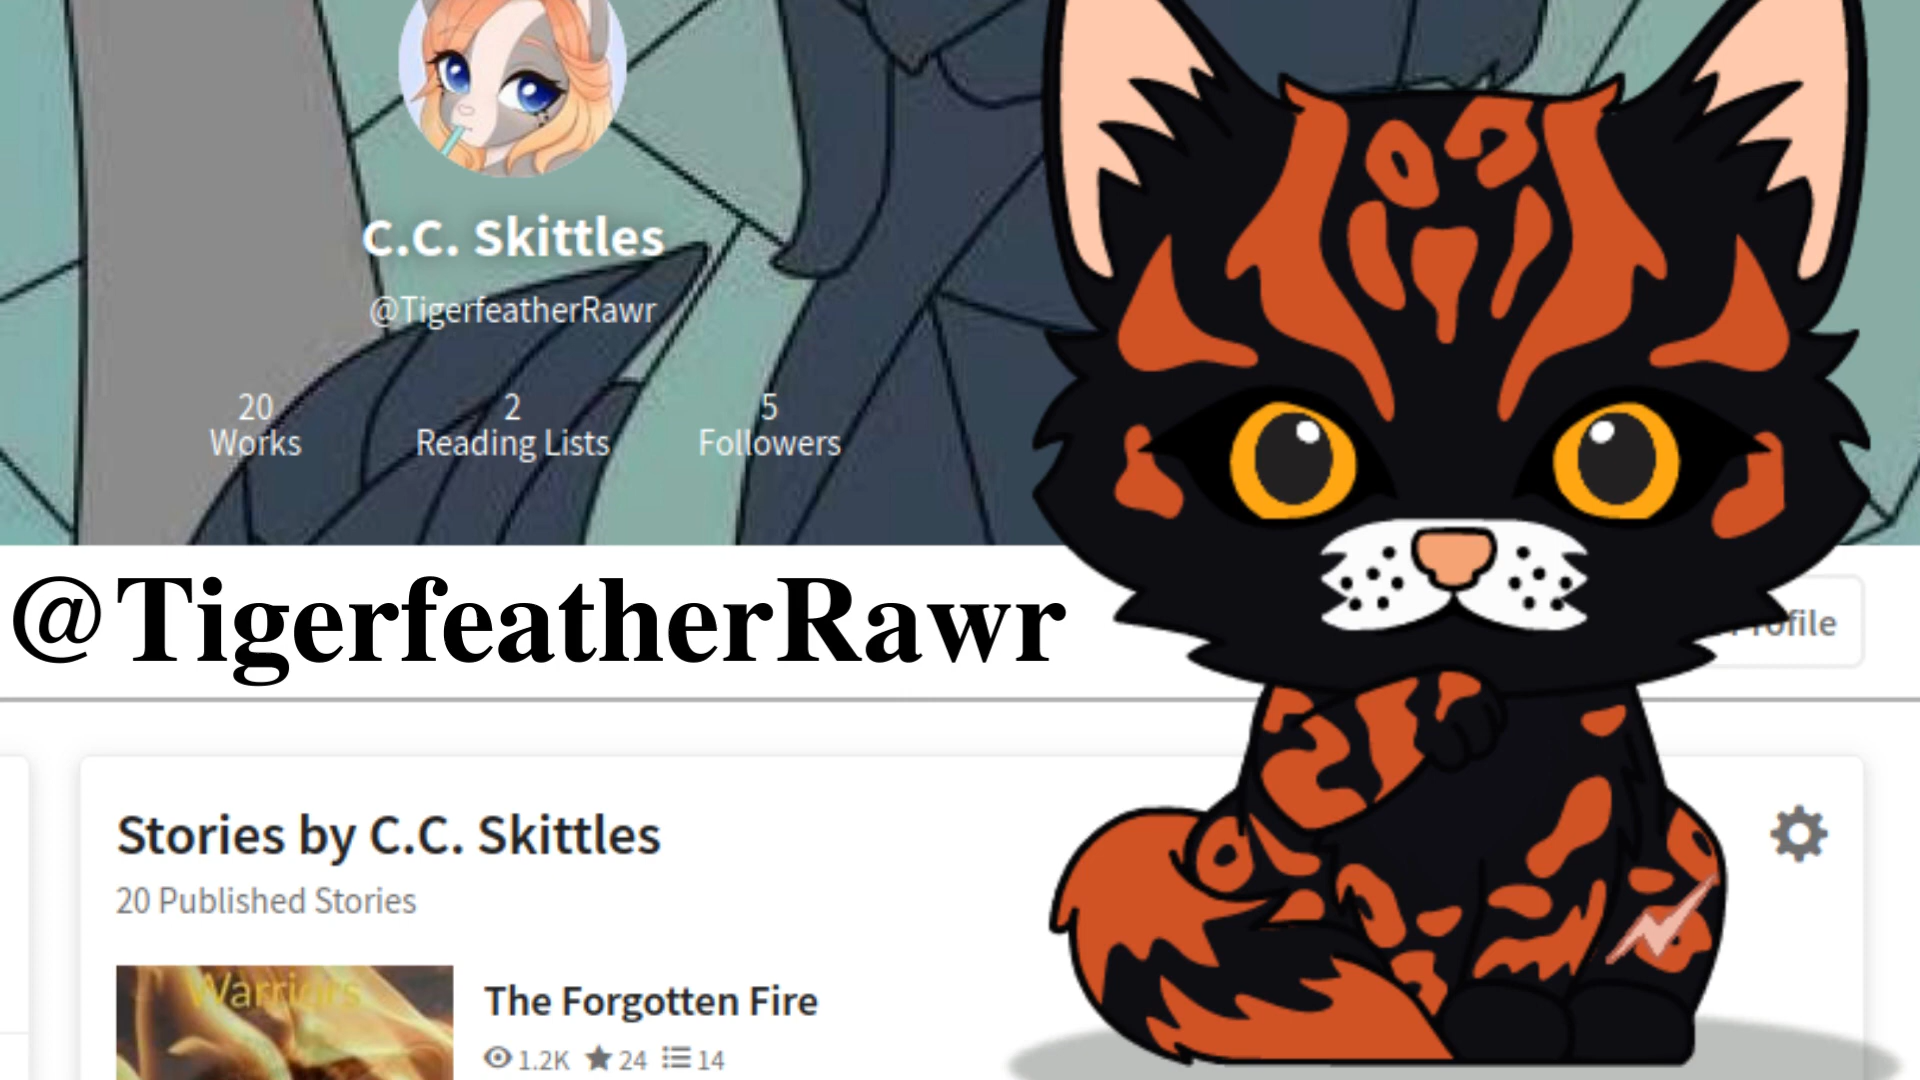 C.C. Skittles
@TigerfeatherRawr
20 2 5
Works Reading Lists Followers
@TigerfeatherRawr
Profile
Stories by C.C. Skittles
20 Published Stories
Warriors
The Forgotten Fire
1.2K 24 14